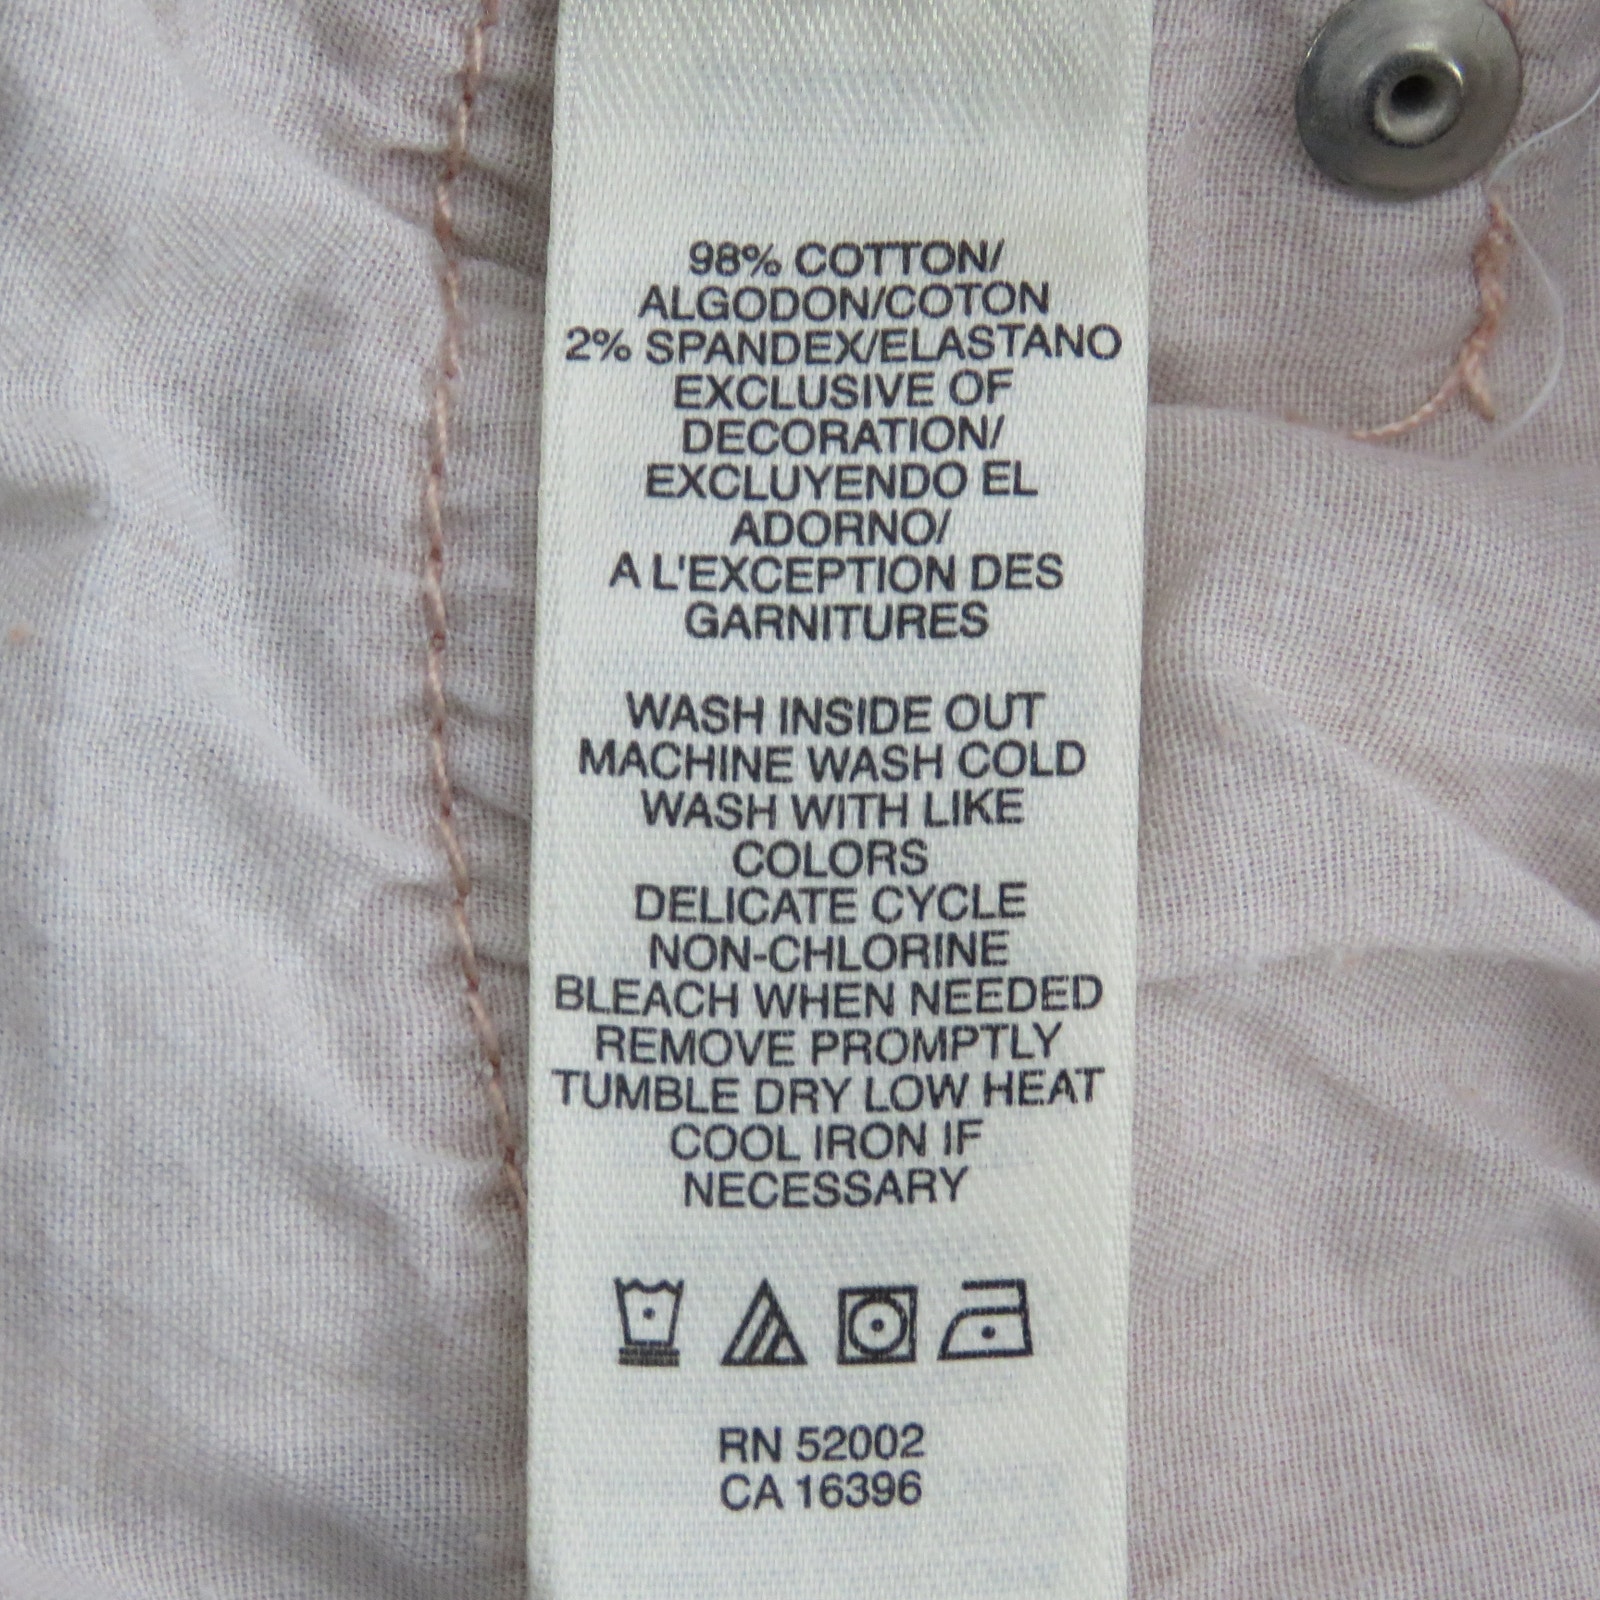 98% COTTON/
ALGODON/COTON
2% SPANDEX/ELASTANO
EXCLUSIVE OF
DECORATION/
EXCLUYENDO EL
ADORNO/
A L'EXCEPTION DES
GARNITURES
WASH INSIDE OUT
MACHINE WASH COLD
WASH WITH LIKE
COLORS
DELICATE CYCLE
NON-CHLORINE
BLEACH WHEN NEEDED
REMOVE PROMPTLY
TUMBLE DRY LOW HEAT
COOL IRON IF
NECESSARY
RN 52002
CA 16396